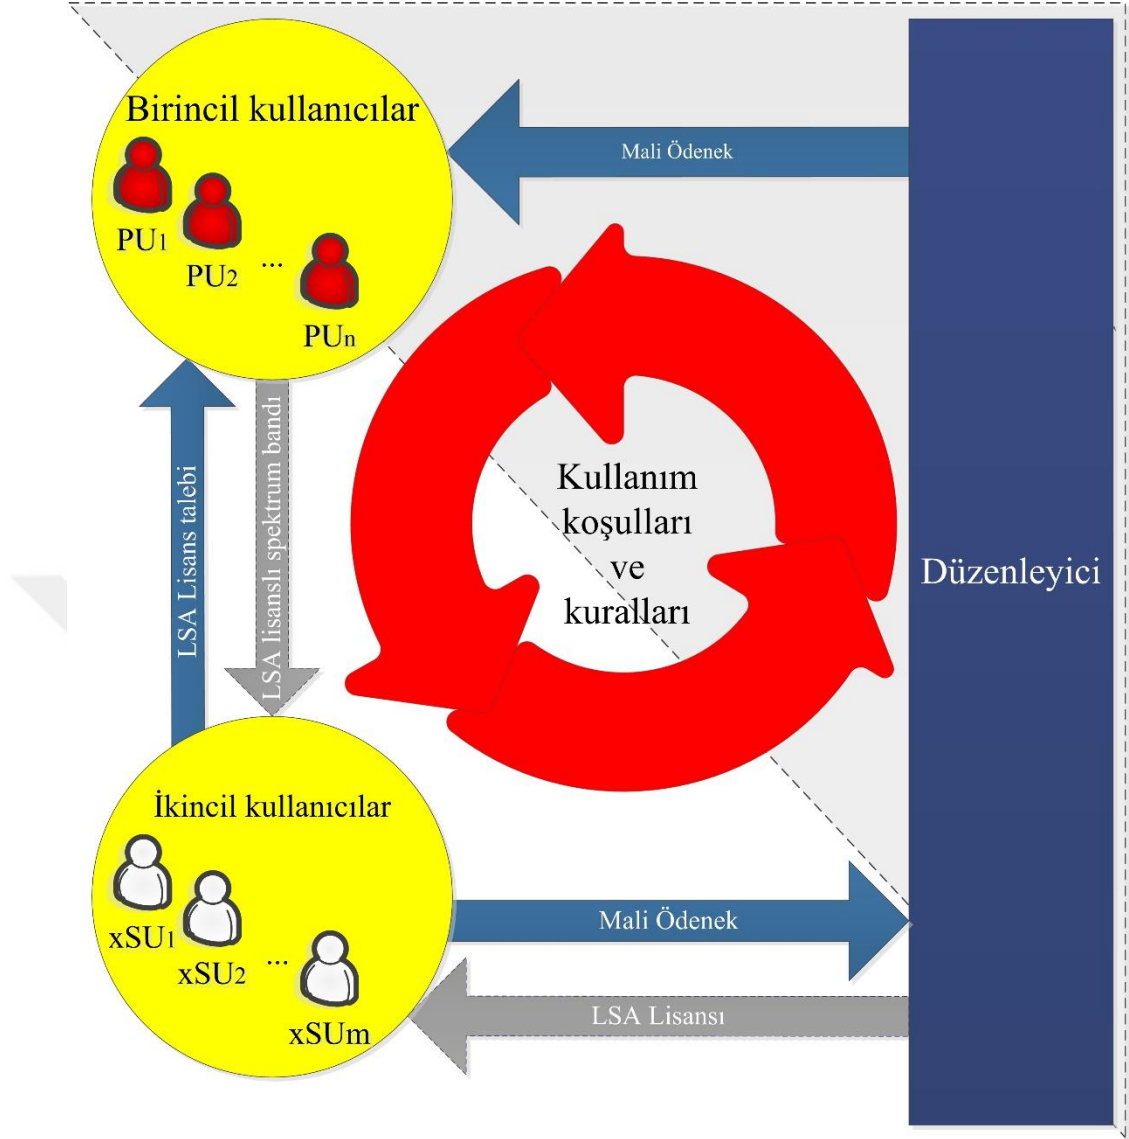 Birincil kullanıcılar
PU1
PU2
...
PUn
Mali Ödenek
LSA Lisans talebi
LSA lisanslı spektrum bandı
Kullanım
koşulları
ve
kuralları
Düzenleyici
İkincil kullanıcılar
xSU1
xSU2
...
xSUm
Mali Ödenek
LSA Lisansı